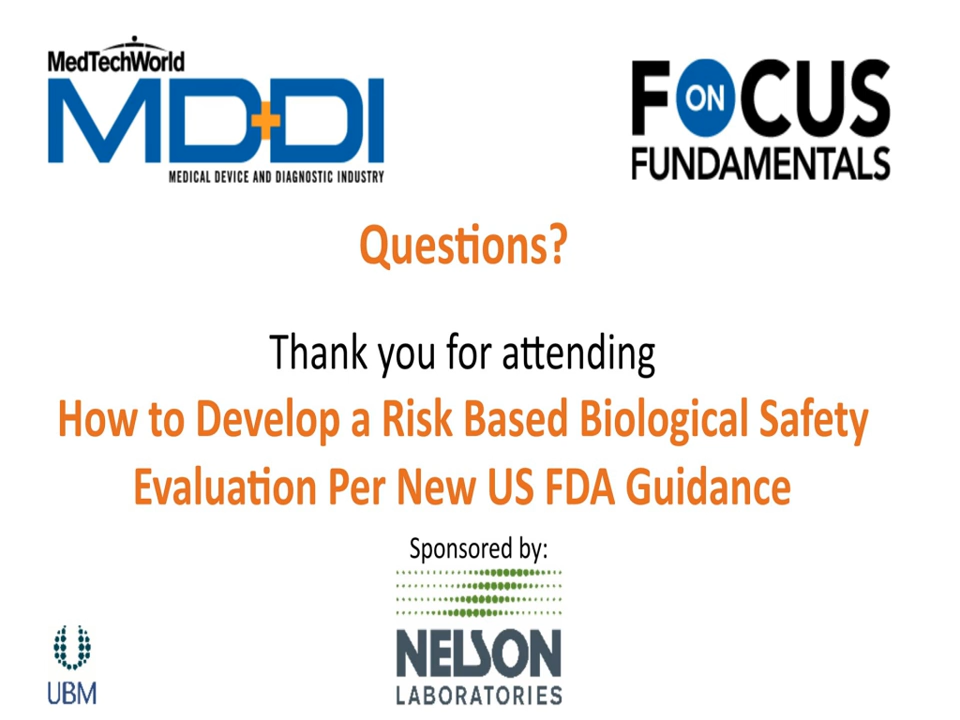 MedTechWorld
MD+DI
MEDICAL DEVICE AND DIAGNOSTIC INDUSTRY
FOCUS
ON
FUNDAMENTALS
Questions?
Thank you for attending
How to Develop a Risk Based Biological Safety
Evaluation Per New US FDA Guidance
Sponsored by:
NELSON
LABORATORIES
UBM